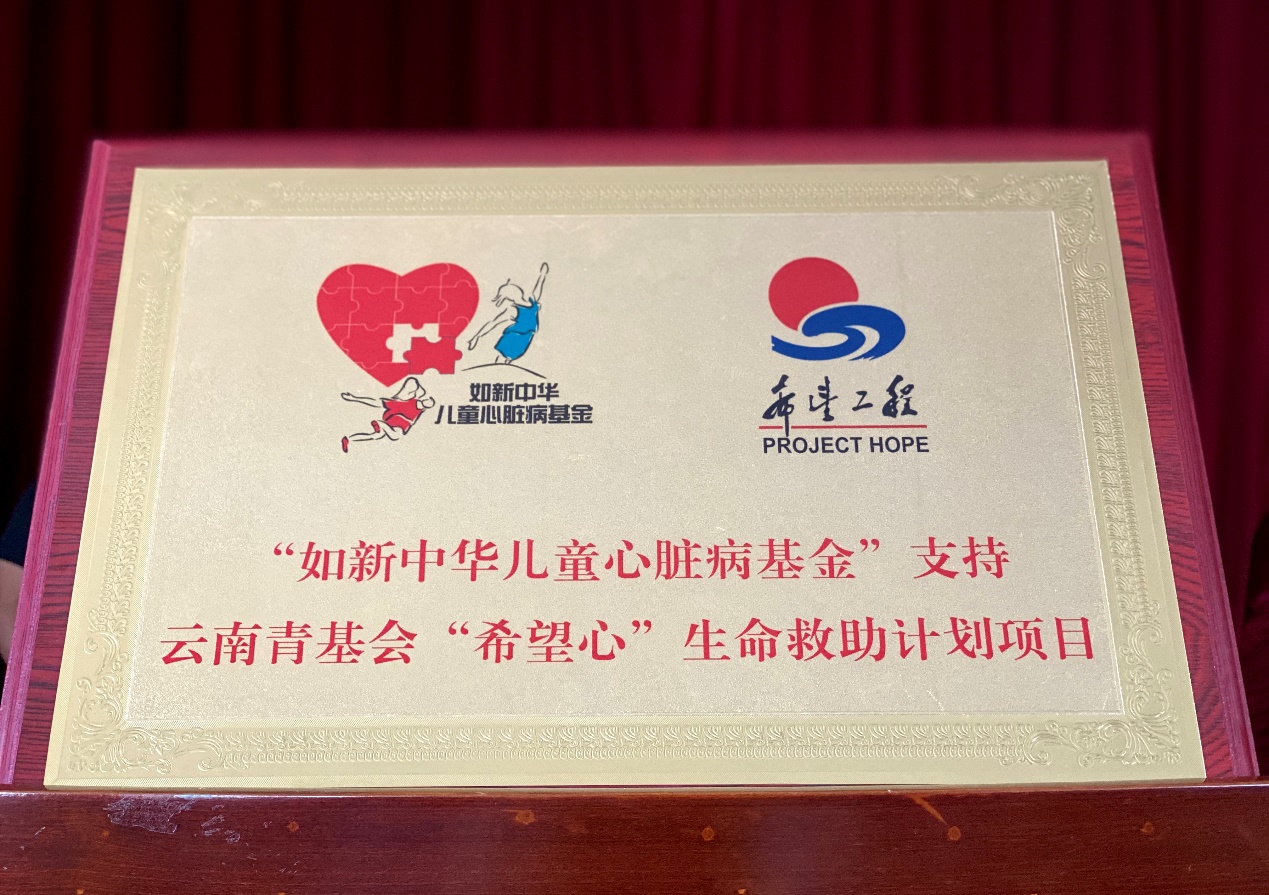 如新中华
儿童心脏病基金
希望工程
PROJECT HOPE
“如新中华儿童心脏病基金”支持
云南青基会“希望心”生命救助计划项目